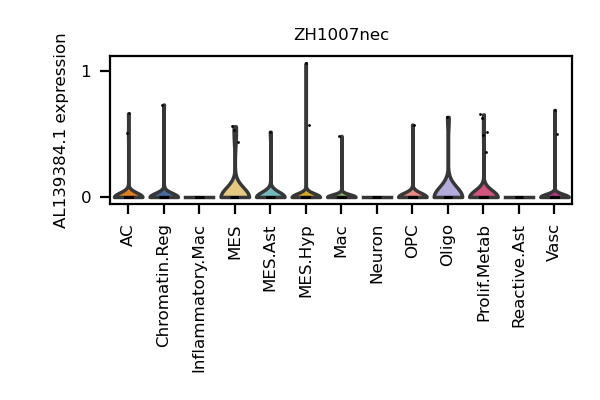 ZH1007nec
AL139384.1 expression
1
0
AC
Chromatin.Reg
Inflammatory.Mac
MES
MES.Ast
MES.Hyp
Mac
Neuron
OPC
Oligo
Prolif.Metab
Reactive.Ast
Vasc